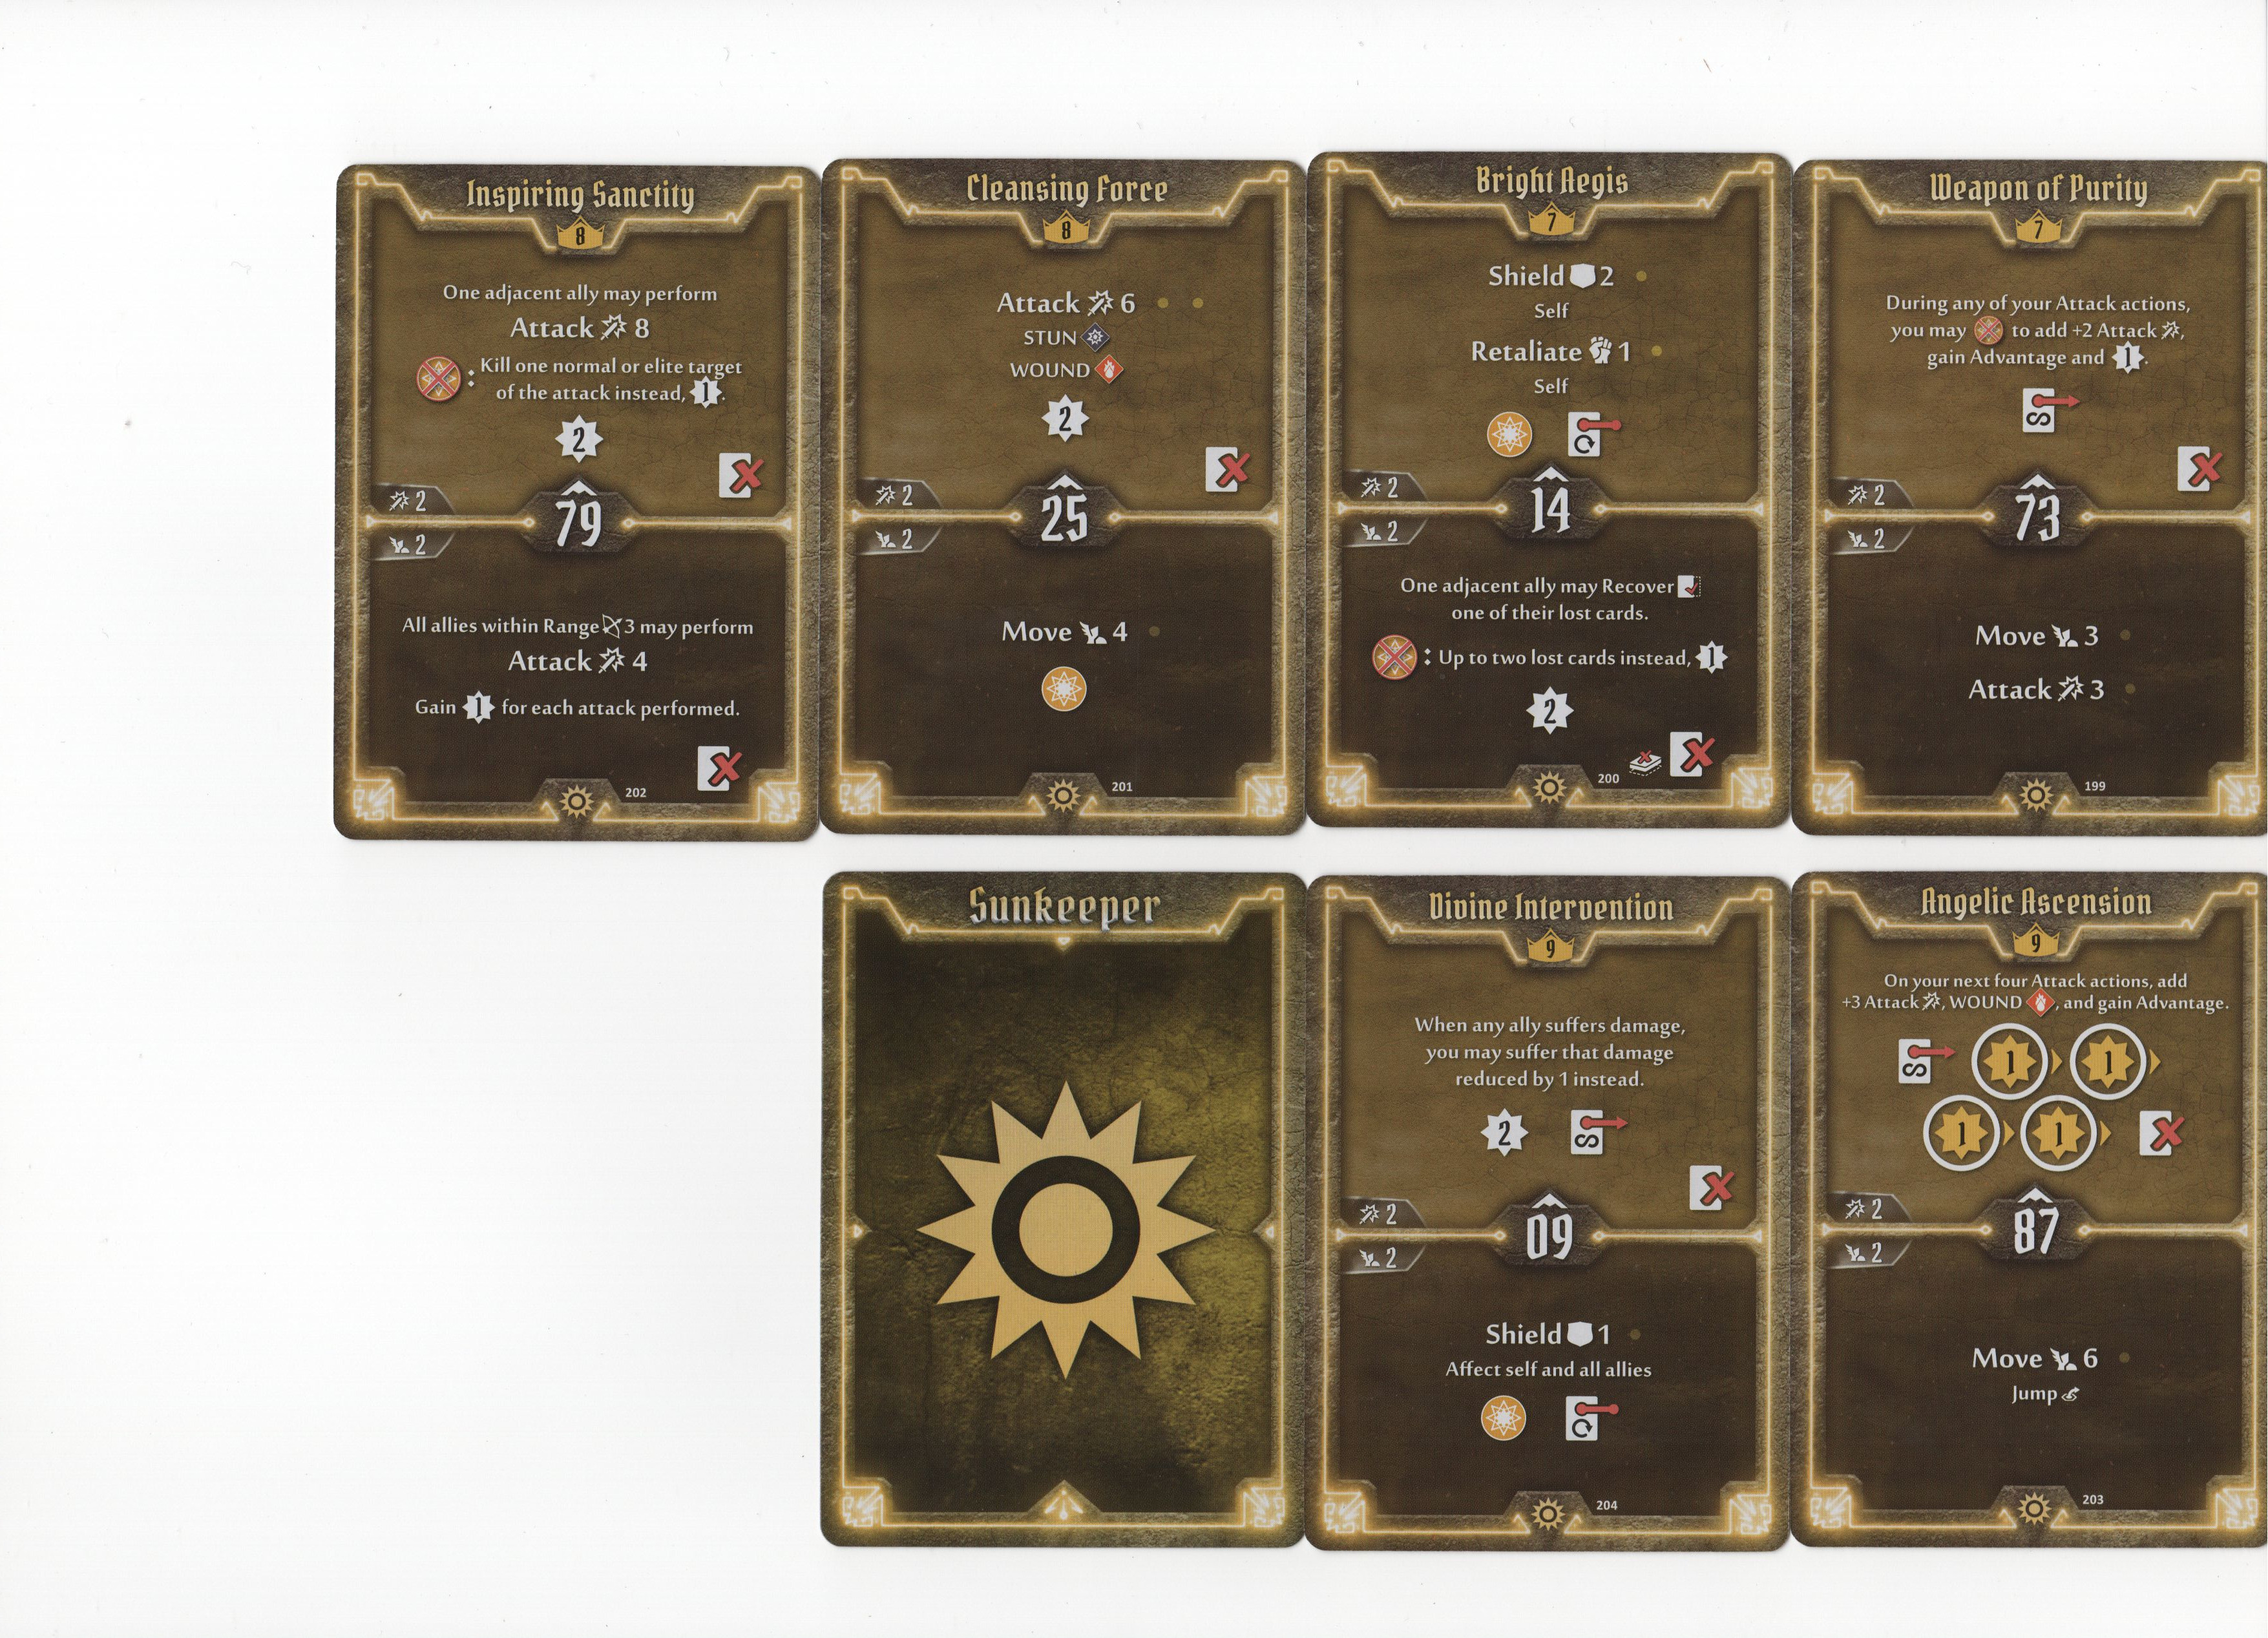 Inspiring Sanctity
8
One adjacent ally may perform
Attack 8
: Kill one normal or elite target
of the attack instead, 1.
2
2
79
2
All allies within Range 3 may perform
Attack 4
Gain 1 for each attack performed.
202
Cleansing Force
8
Attack 6
STUN
WOUND
2
2
25
2
Move 4
201
Bright Aegis
7
Shield 2
Self
Retaliate 1
Self
2
14
2
One adjacent ally may Recover
one of their lost cards.
: Up to two lost cards instead, 1
2
200
Weapon of Purity
7
During any of your Attack actions,
you may to add +2 Attack ,
gain Advantage and 1.
2
73
2
Move 3
Attack 3
199
Sunkeeper
Divine Intervention
9
When any ally suffers damage,
you may suffer that damage
reduced by 1 instead.
2
2
09
2
Shield 1
Affect self and all allies
204
Angelic Ascension
9
On your next four Attack actions, add
+3 Attack , WOUND , and gain Advantage.
1 1
1 1
2
87
2
Move 6
Jump
203